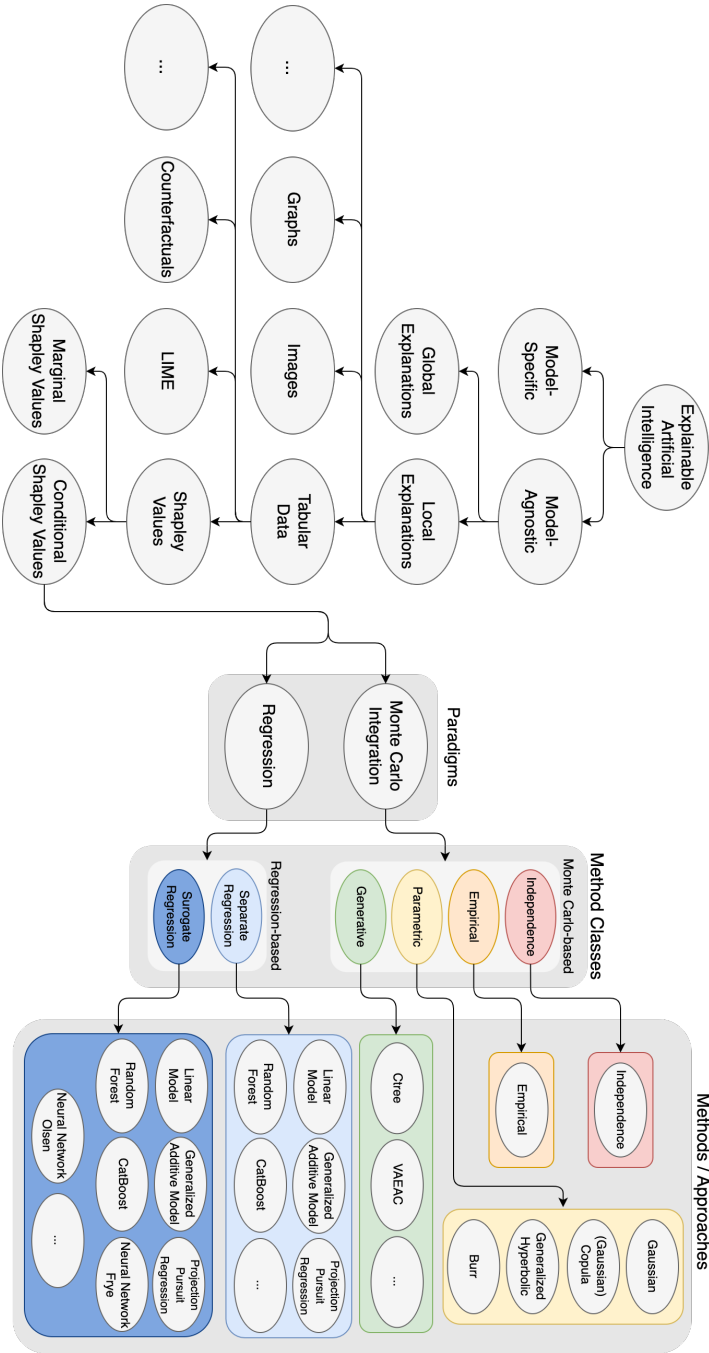 Explainable
Artificial
Intelligence
Model-
Specific
Model-
Agnostic
Global
Explanations
Local
Explanations
...
Graphs
Images
Tabular
Data
...
Counterfactuals
LIME
Shapley
Values
Marginal
Shapley Values
Conditional
Shapley Values
Paradigms
Monte Carlo
Integration
Regression
Method Classes
Monte Carlo-based
Independence
Empirical
Parametric
Generative
Regression-based
Separate
Regression
Surogate
Regression
Methods / Approaches
Independence
Empirical
Gaussian
(Gaussian)
Copula
Generalized
Hyperbolic
Burr
Ctree
VAEAC
...
Linear
Model
Generalized
Additive Model
Projection
Pursuit
Regression
Random
Forest
CatBoost
...
Linear
Model
Generalized
Additive Model
Projection
Pursuit
Regression
Random
Forest
CatBoost
Neural Network
Frye
Neural Network
Olsen
...